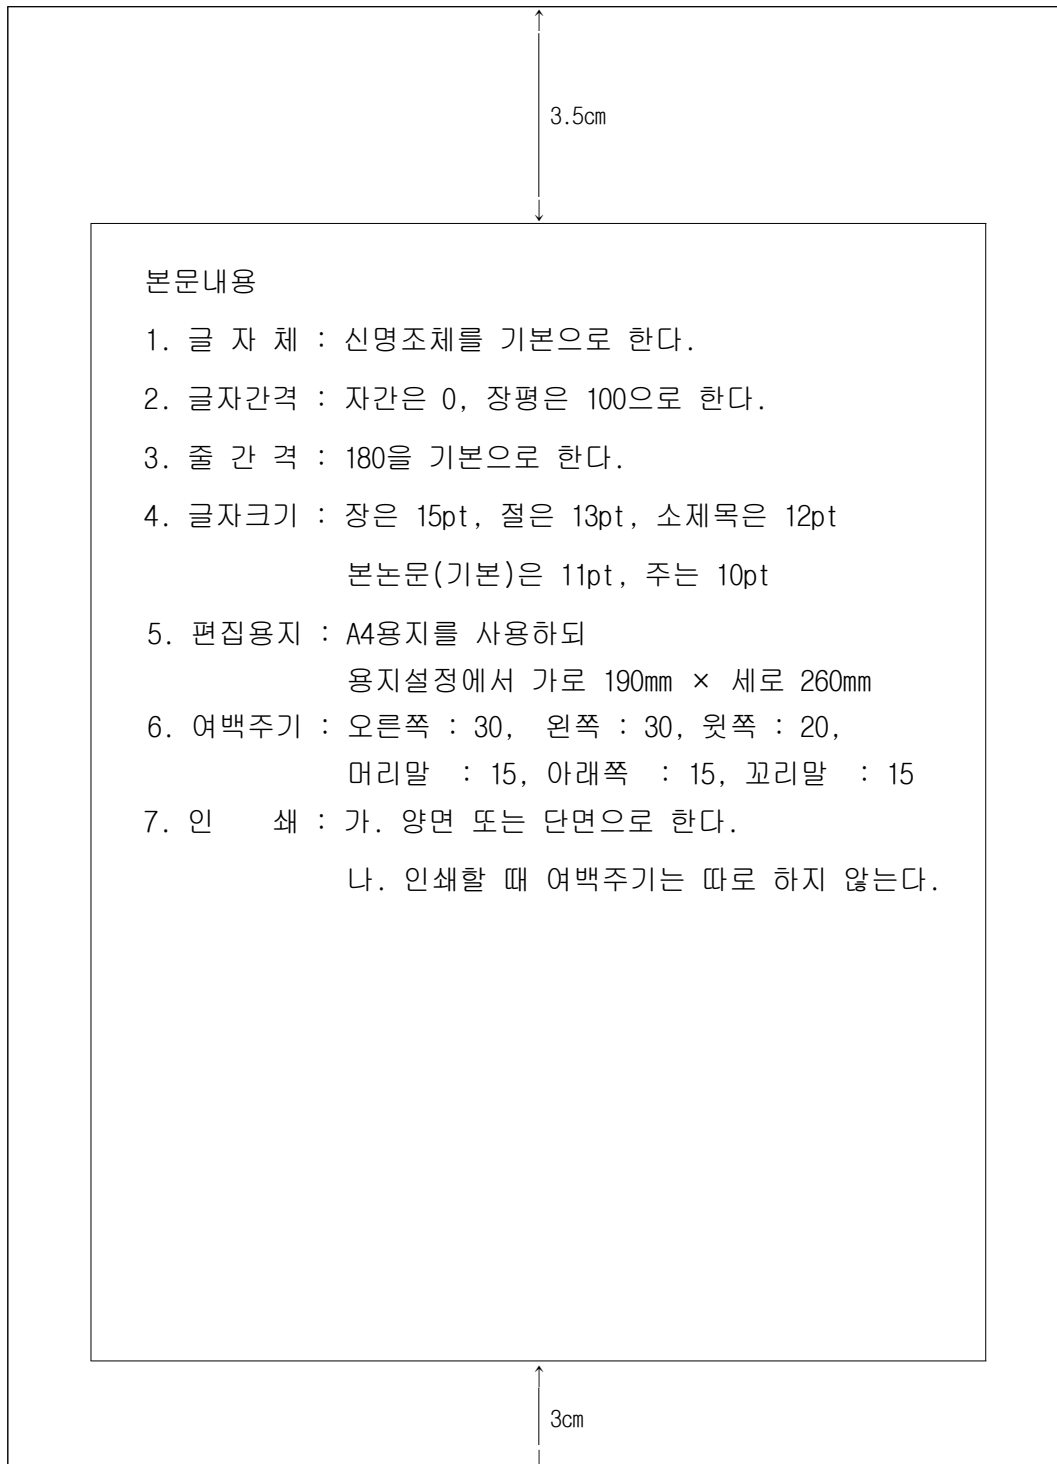 3.5cm
본문내용
1. 글 자 체 : 신명조체를 기본으로 한다.
2. 글자간격 : 자간은 0, 장평은 100으로 한다.
3. 줄 간 격 : 180을 기본으로 한다.
4. 글자크기 : 장은 15pt, 절은 13pt, 소제목은 12pt
본논문(기본)은 11pt, 주는 10pt
5. 편집용지 : A4용지를 사용하되
용지설정에서 가로 190mm × 세로 260mm
6. 여백주기 : 오른쪽 : 30, 왼쪽 : 30, 윗쪽 : 20,
머리말 : 15, 아래쪽 : 15, 꼬리말 : 15
7. 인 쇄 : 가. 양면 또는 단면으로 한다.
나. 인쇄할 때 여백주기는 따로 하지 않는다.
3cm